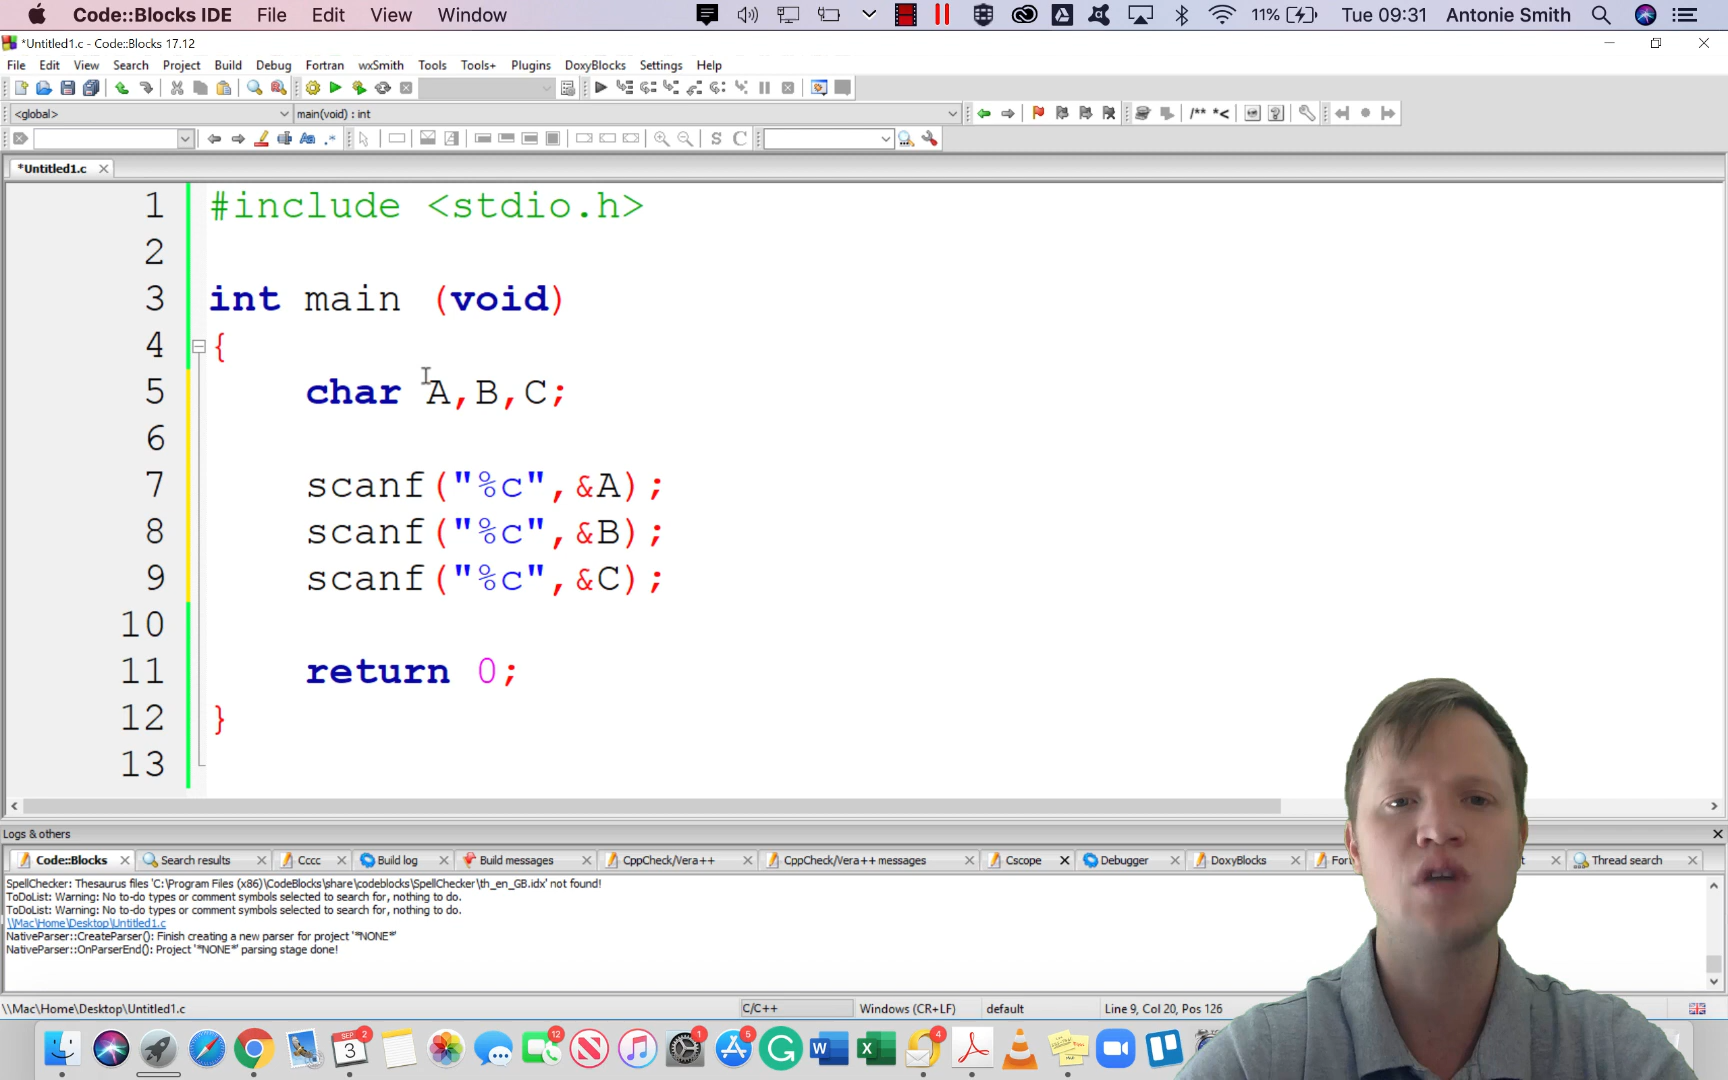 Code::Blocks IDE File Edit View Window 11% Tue 09:31 Antonie Smith
*Untitled1.c - Code::Blocks 17.12
File Edit View Search Project Build Debug Fortran wxSmith Tools Tools+ Plugins DoxyBlocks Settings Help
<global> main(void) : int /** *<
S C
*Untitled1.c
1 #include <stdio.h>
2
3 int main (void)
4 {
5 char A,B,C;
6
7 scanf("%c",&A);
8 scanf("%c",&B);
9 scanf("%c",&C);
10
11 return 0;
12 }
13
Logs & others
Code::Blocks Search results Cccc Build log Build messages CppCheck/Vera++ CppCheck/Vera++ messages Cscope Debugger DoxyBlocks Thread search
SpellChecker: Thesaurus files 'C:\Program Files (x86)\CodeBlocks\share\codeblocks\SpellChecker\th_en_GB.idx' not found!
ToDoList: Warning: No to-do types or comment symbols selected to search for, nothing to do.
ToDoList: Warning: No to-do types or comment symbols selected to search for, nothing to do.
\\Mac\Home\Desktop\Untitled1.c
NativeParser::CreateParser(): Finish creating a new parser for project '*NONE*'
NativeParser::OnParserEnd(): Project '*NONE*' parsing stage done!
\\Mac\Home\Desktop\Untitled1.c C/C++ Windows (CR+LF) default Line 9, Col 20, Pos 126
SEP 2 3 12 1 5 W X 4